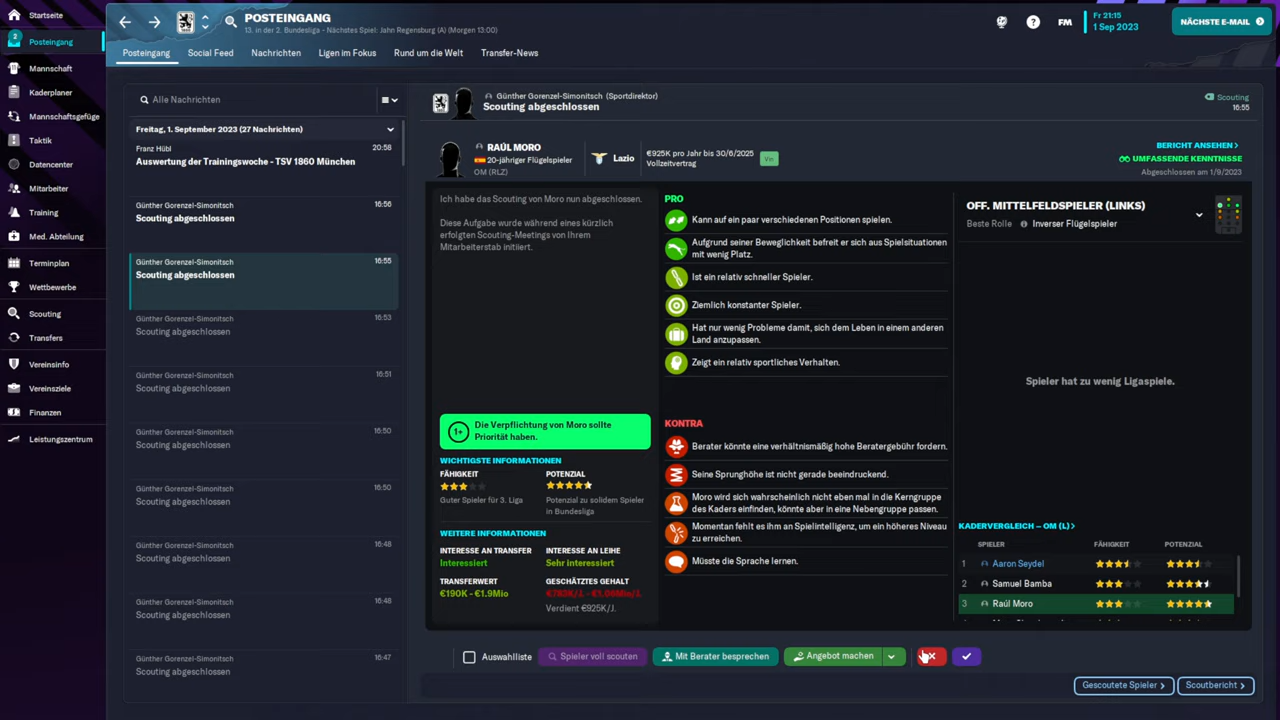 Startseite
2
Posteingang
Mannschaft
Kaderplaner
Mannschaftsgefüge
Taktik
Datencenter
Mitarbeiter
Training
Med. Abteilung
Terminplan
Wettbewerbe
Scouting
Transfers
Vereinsinfo
Vereinsziele
Finanzen
Leistungszentrum
POSTEINGANG
13. in der 2. Bundesliga - Nächstes Spiel: Jahn Regensburg (A) (Morgen 13:00)
FM
Fr 21:15
1 Sep 2023
NÄCHSTE E-MAIL
Posteingang
Social Feed
Nachrichten
Ligen im Fokus
Rund um die Welt
Transfer-News
Alle Nachrichten
Freitag, 1. September 2023 (27 Nachrichten)
Franz Hübl 20:58
Auswertung der Trainingswoche - TSV 1860 München
Günther Gorenzel-Simonitsch 16:56
Scouting abgeschlossen
Günther Gorenzel-Simonitsch 16:55
Scouting abgeschlossen
Günther Gorenzel-Simonitsch 16:53
Scouting abgeschlossen
Günther Gorenzel-Simonitsch 16:51
Scouting abgeschlossen
Günther Gorenzel-Simonitsch 16:50
Scouting abgeschlossen
Günther Gorenzel-Simonitsch 16:50
Scouting abgeschlossen
Günther Gorenzel-Simonitsch 16:48
Scouting abgeschlossen
Günther Gorenzel-Simonitsch 16:48
Scouting abgeschlossen
Günther Gorenzel-Simonitsch 16:47
Scouting abgeschlossen
Günther Gorenzel-Simonitsch (Sportdirektor)
Scouting abgeschlossen
Scouting
16:55
RAÚL MORO
20-jähriger Flügelspieler
OM (RLZ)
Lazio
€925K pro Jahr bis 30/6/2025
Vollzeitvertrag
BERICHT ANSEHEN >
UMFASSENDE KENNTNISSE
Abgeschlossen am 1/9/2023
Ich habe das Scouting von Moro nun abgeschlossen.
Diese Aufgabe wurde während eines kürzlich
erfolgten Scouting-Meetings von Ihrem
Mitarbeiterstab initiiert.
1+
Die Verpflichtung von Moro sollte
Priorität haben.
WICHTIGSTE INFORMATIONEN
FÄHIGKEIT POTENZIAL
Guter Spieler für 3. Liga
Potenzial zu solidem Spieler
in Bundesliga
WEITERE INFORMATIONEN
INTERESSE AN TRANSFER INTERESSE AN LEIHE
Interessiert Sehr interessiert
TRANSFERWERT GESCHÄTZTES GEHALT
€190K - €1.9Mio €783K/J. - €1.09Mio/J.
Verdient €925K/J.
PRO
Kann auf ein paar verschiedenen Positionen spielen.
Aufgrund seiner Beweglichkeit befreit er sich aus Spielsituationen
mit wenig Platz.
Ist ein relativ schneller Spieler.
Ziemlich konstanter Spieler.
Hat nur wenig Probleme damit, sich dem Leben in einem anderen
Land anzupassen.
Zeigt ein relativ sportliches Verhalten.
KONTRA
Berater könnte eine verhältnismäßig hohe Beratergebühr fordern.
Seine Sprunghöhe ist nicht gerade beeindruckend.
Moro wird sich wahrscheinlich nicht eben mal in die Kerngruppe
des Kaders einfinden, könnte aber in eine Nebengruppe passen.
Momentan fehlt es ihm an Spielintelligenz, um ein höheres Niveau
zu erreichen.
Müsste die Sprache lernen.
OFF. MITTELFELDSPIELER (LINKS)
Beste Rolle Inverser Flügelspieler
Spieler hat zu wenig Ligaspiele.
KADERVERGLEICH – OM (L) >
SPIELER FÄHIGKEIT POTENZIAL
1 Aaron Seydel
2 Samuel Bamba
3 Raúl Moro
Auswahlliste
Spieler voll scouten
Mit Berater besprechen
Angebot machen
Gescoutete Spieler >
Scoutbericht >